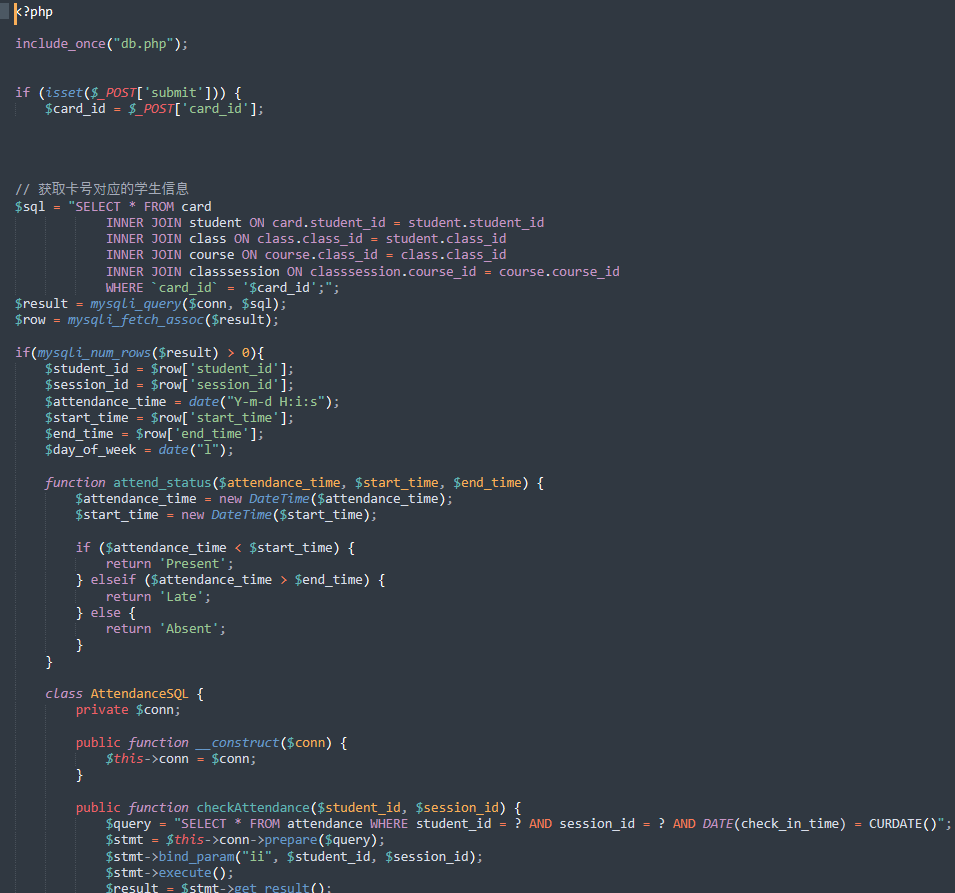 <?php
include_once("db.php");
if (isset($_POST['submit'])) {
$card_id = $_POST['card_id'];
// 获取卡号对应的学生信息
$sql = "SELECT * FROM card
INNER JOIN student ON card.student_id = student.student_id
INNER JOIN class ON class.class_id = student.class_id
INNER JOIN course ON course.class_id = class.class_id
INNER JOIN classsession ON classsession.course_id = course.course_id
WHERE `card_id` = '$card_id';";
$result = mysqli_query($conn, $sql);
$row = mysqli_fetch_assoc($result);
if(mysqli_num_rows($result) > 0){
$student_id = $row['student_id'];
$session_id = $row['session_id'];
$attendance_time = date("Y-m-d H:i:s");
$start_time = $row['start_time'];
$end_time = $row['end_time'];
$day_of_week = date("l");
function attend_status($attendance_time, $start_time, $end_time) {
$attendance_time = new DateTime($attendance_time);
$start_time = new DateTime($start_time);
if ($attendance_time < $start_time) {
return 'Present';
} elseif ($attendance_time > $end_time) {
return 'Late';
} else {
return 'Absent';
}
}
class AttendanceSQL {
private $conn;
public function __construct($conn) {
$this->conn = $conn;
}
public function checkAttendance($student_id, $session_id) {
$query = "SELECT * FROM attendance WHERE student_id = ? AND session_id = ? AND DATE(check_in_time) = CURDATE()";
$stmt = $this->conn->prepare($query);
$stmt->bind_param("ii", $student_id, $session_id);
$stmt->execute();
$result = $stmt->get_result();